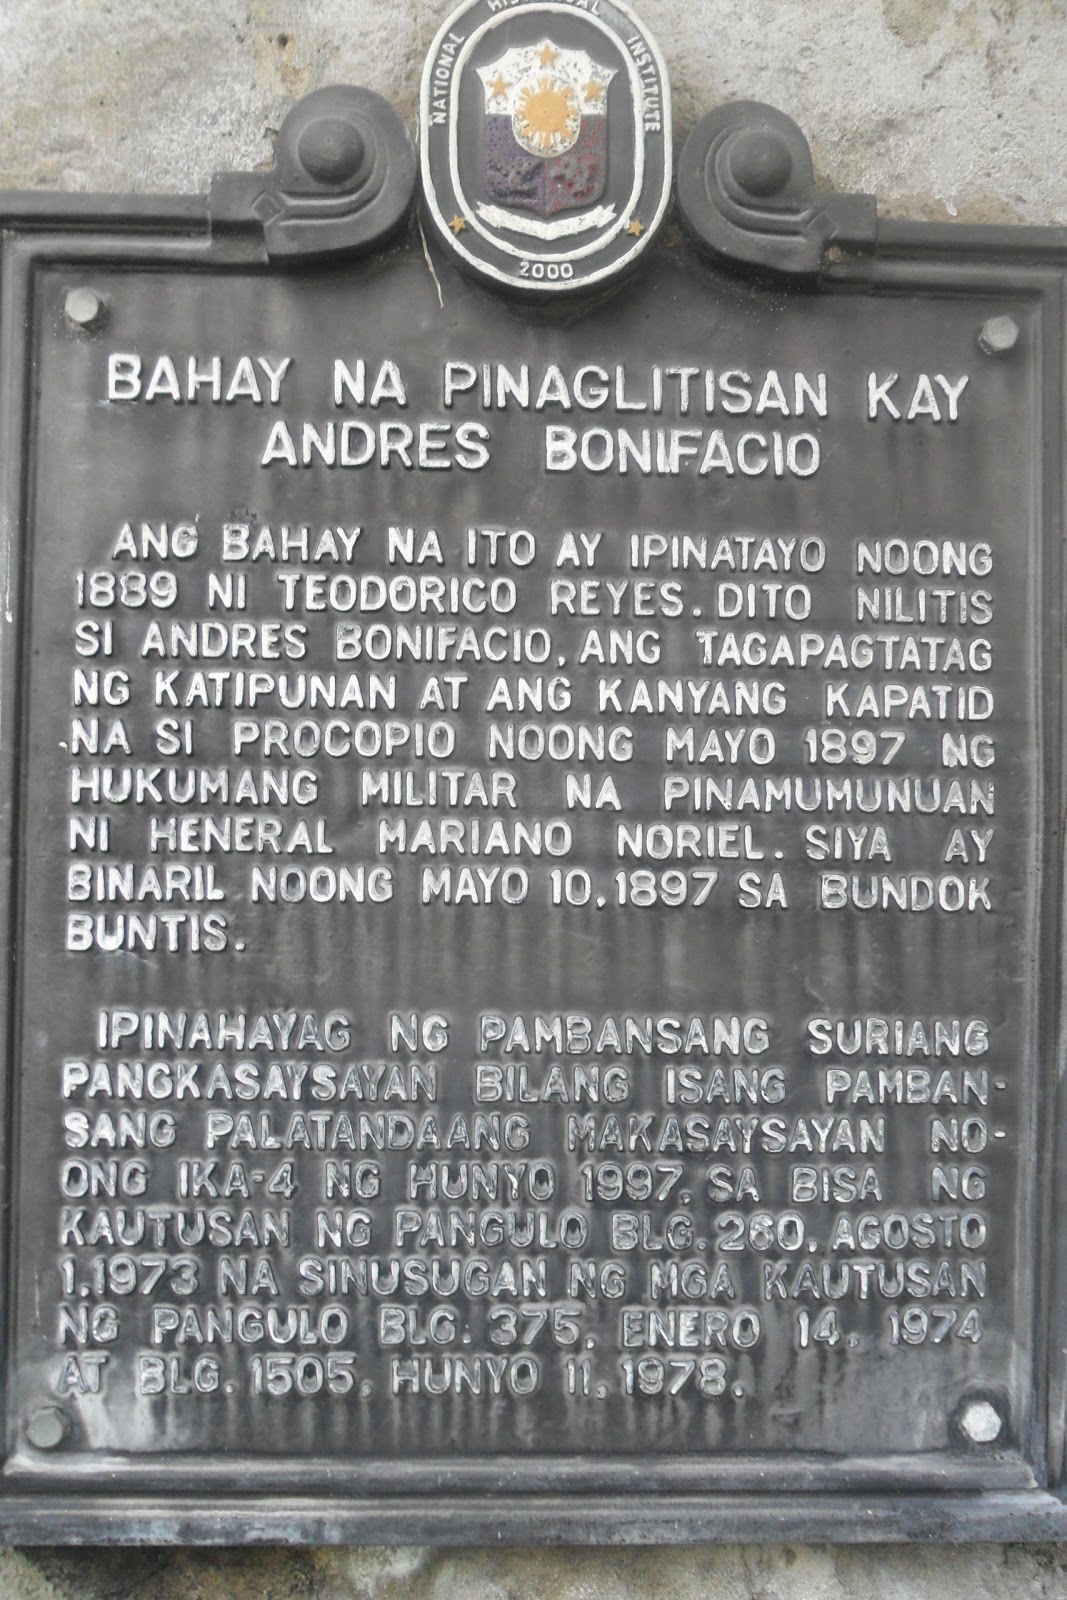 NATIONAL HISTORICAL INSTITUTE
2000
BAHAY NA PINAGLITISAN KAY
ANDRES BONIFACIO
ANG BAHAY NA ITO AY IPINATAYO NOONG
1889 NI TEODORICO REYES. DITO NILITIS
SI ANDRES BONIFACIO, ANG TAGAPAGTATAG
NG KATIPUNAN AT ANG KANYANG KAPATID
NA SI PROCOPIO NOONG MAYO 1897 NG
HUKUMANG MILITAR NA PINAMUMUNUAN
NI HENERAL MARIANO NORIEL. SIYA AY
BINARIL NOONG MAYO 10, 1897 SA BUNDOK
BUNTIS.
IPINAHAYAG NG PAMBANSANG SURIANG
PANGKASAYSAYAN BILANG ISANG PAMBAN-
SANG PALATANDAANG MAKASAYSAYAN NO-
ONG IKA-4 NG HUNYO 1997, SA BISA NG
KAUTUSAN NG PANGULO BLG. 260, AGOSTO
1, 1973 NA SINUSUGAN NG MGA KAUTUSAN
NG PANGULO BLG. 375, ENERO 14, 1974
AT BLG. 1505, HUNYO 11, 1978.